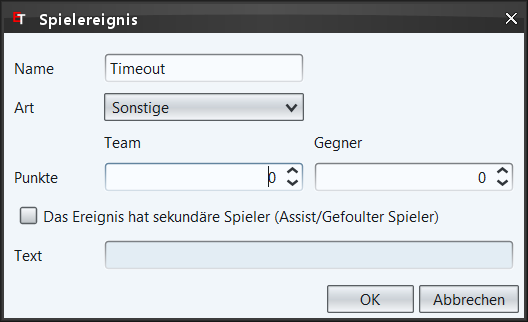 ET Spielereignis
Name Timeout
Art Sonstige
Team Gegner
Punkte 0 0
Das Ereignis hat sekundäre Spieler (Assist/Gefoulter Spieler)
Text
OK Abbrechen